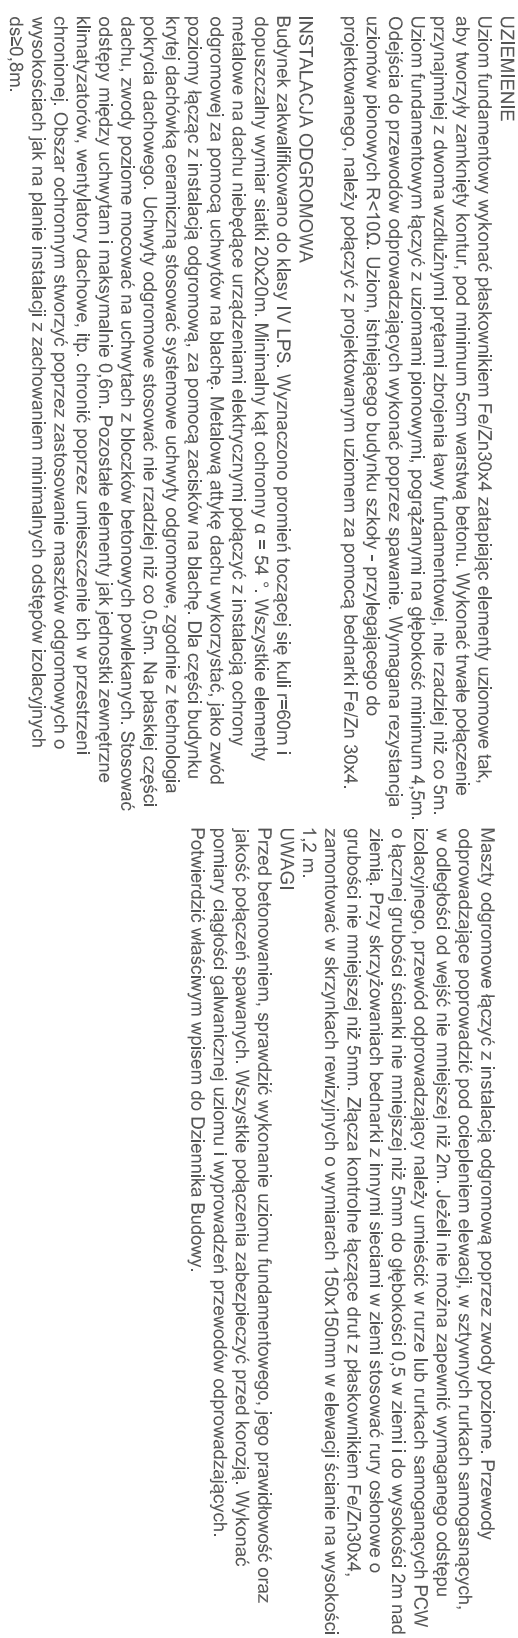 UZIEMIENIE
Uziom fundamentowy wykonać płaskownikiem Fe/Zn30x4 zatapiając elementy uziomowe tak,
aby tworzyły zamknięty kontur, pod minimum 5cm warstwą betonu. Wykonać trwałe połączenie
przynajmniej z dwoma wzdłużnymi prętami zbrojenia ławy fundamentowej, nie rzadziej niż co 5m.
Uziom fundamentowym łączyć z uziomami pionowymi, pogrążanymi na głębokość minimum 4,5m.
Odejścia do przewodów odprowadzających wykonać poprzez spawanie. Wymagana rezystancja
uziomów pionowych R<10Ω. Uziom, istniejącego budynku szkoły - przylegającego do
projektowanego, należy połączyć z projektowanym uziomem za pomocą bednarki Fe/Zn 30x4.
INSTALACJA ODGROMOWA
Budynek zakwalifikowano do klasy IV LPS. Wyznaczono promień toczącej się kuli r=60m i
dopuszczalny wymiar siatki 20x20m. Minimalny kąt ochronny α = 54 °. Wszystkie elementy
metalowe na dachu niebędące urządzeniami elektrycznymi połączyć z instalacją ochrony
odgromowej za pomocą uchwytów na blachę. Metalową attykę dachu wykorzystać, jako zwód
poziomy łącząc z instalacją odgromową, za pomocą zacisków na blachę. Dla części budynku
krytej dachówką ceramiczną stosować systemowe uchwyty odgromowe, zgodnie z technologia
pokrycia dachowego. Uchwyty odgromowe stosować nie rzadziej niż co 0,5m. Na płaskiej części
dachu, zwody poziome mocować na uchwytach z bloczków betonowych powlekanych. Stosować
odstępy między uchwytam i maksymalnie 0,6m. Pozostałe elementy jak jednostki zewnętrzne
klimatyzatorów, wentylatory dachowe, itp. chronić poprzez umieszczenie ich w przestrzeni
chronionej. Obszar ochronnym stworzyć poprzez zastosowanie masztów odgromowych o
wysokościach jak na planie instalacji z zachowaniem minimalnych odstępów izolacyjnych
ds≥0,8m.
Maszty odgromowe łączyć z instalacją odgromową poprzez zwody poziome. Przewody
odprowadzające poprowadzić pod ociepleniem elewacji, w sztywnych rurkach samogasnących,
w odległości od wejść nie mniejszej niż 2m. Jeżeli nie można zapewnić wymaganego odstępu
izolacyjnego, przewód odprowadzający należy umieścić w rurze lub rurkach samoganących PCW
o łącznej grubości ścianki nie mniejszej niż 5mm do głębokości 0,5 w ziemi i do wysokości 2m nad
ziemią. Przy skrzyżowaniach bednarki z innymi sieciami w ziemi stosować rury osłonowe o
grubości nie mniejszej niż 5mm. Złącza kontrolne łączące drut z płaskownikiem Fe/Zn30x4,
zamontować w skrzynkach rewizyjnych o wymiarach 150x150mm w elewacji ścianie na wysokości
1,2 m.
UWAGI
Przed betonowaniem, sprawdzić wykonanie uziomu fundamentowego, jego prawidłowość oraz
jakość połączeń spawanych. Wszystkie połączenia zabezpieczyć przed korozją. Wykonać
pomiary ciągłości galwanicznej uziomu i wyprowadzeń przewodów odprowadzających.
Potwierdzić właściwym wpisem do Dziennika Budowy.